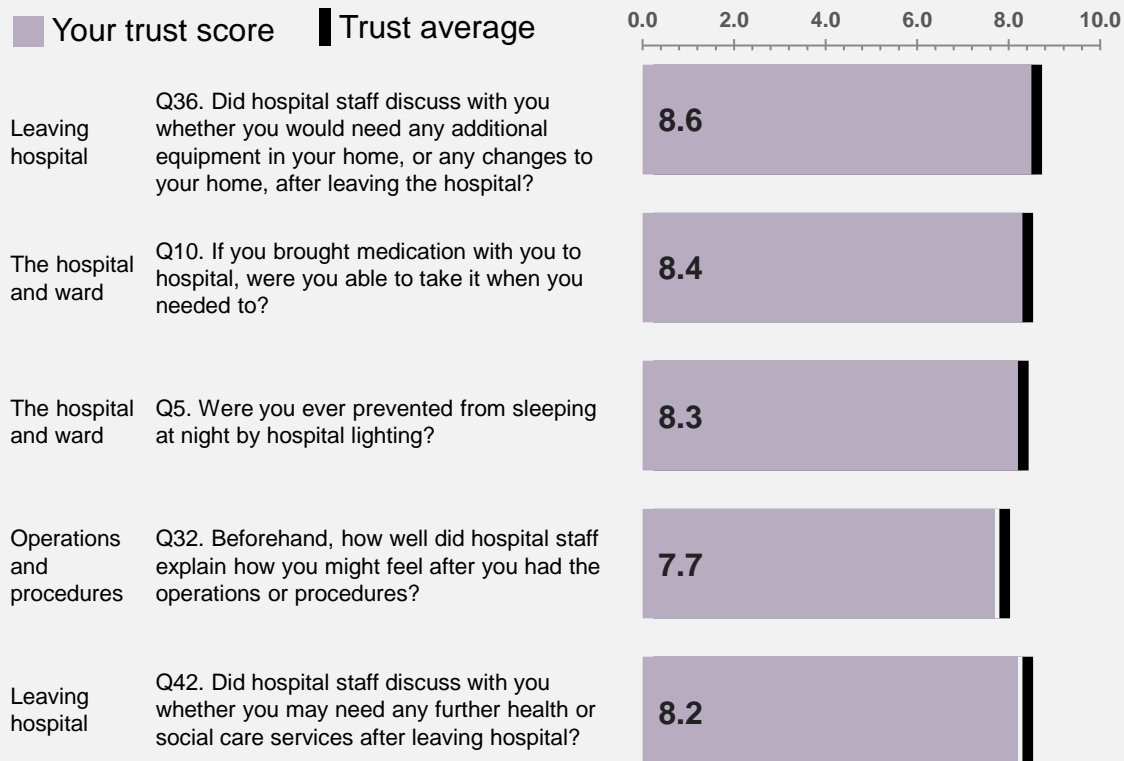 Your trust score
Trust average
0.0 2.0 4.0 6.0 8.0 10.0
Leaving
hospital
Q36. Did hospital staff discuss with you
whether you would need any additional
equipment in your home, or any changes to
your home, after leaving the hospital?
8.6
The hospital
and ward
Q10. If you brought medication with you to
hospital, were you able to take it when you
needed to?
8.4
The hospital
and ward
Q5. Were you ever prevented from sleeping
at night by hospital lighting?
8.3
Operations
and
procedures
Q32. Beforehand, how well did hospital staff
explain how you might feel after you had the
operations or procedures?
7.7
Leaving
hospital
Q42. Did hospital staff discuss with you
whether you may need any further health or
social care services after leaving hospital?
8.2